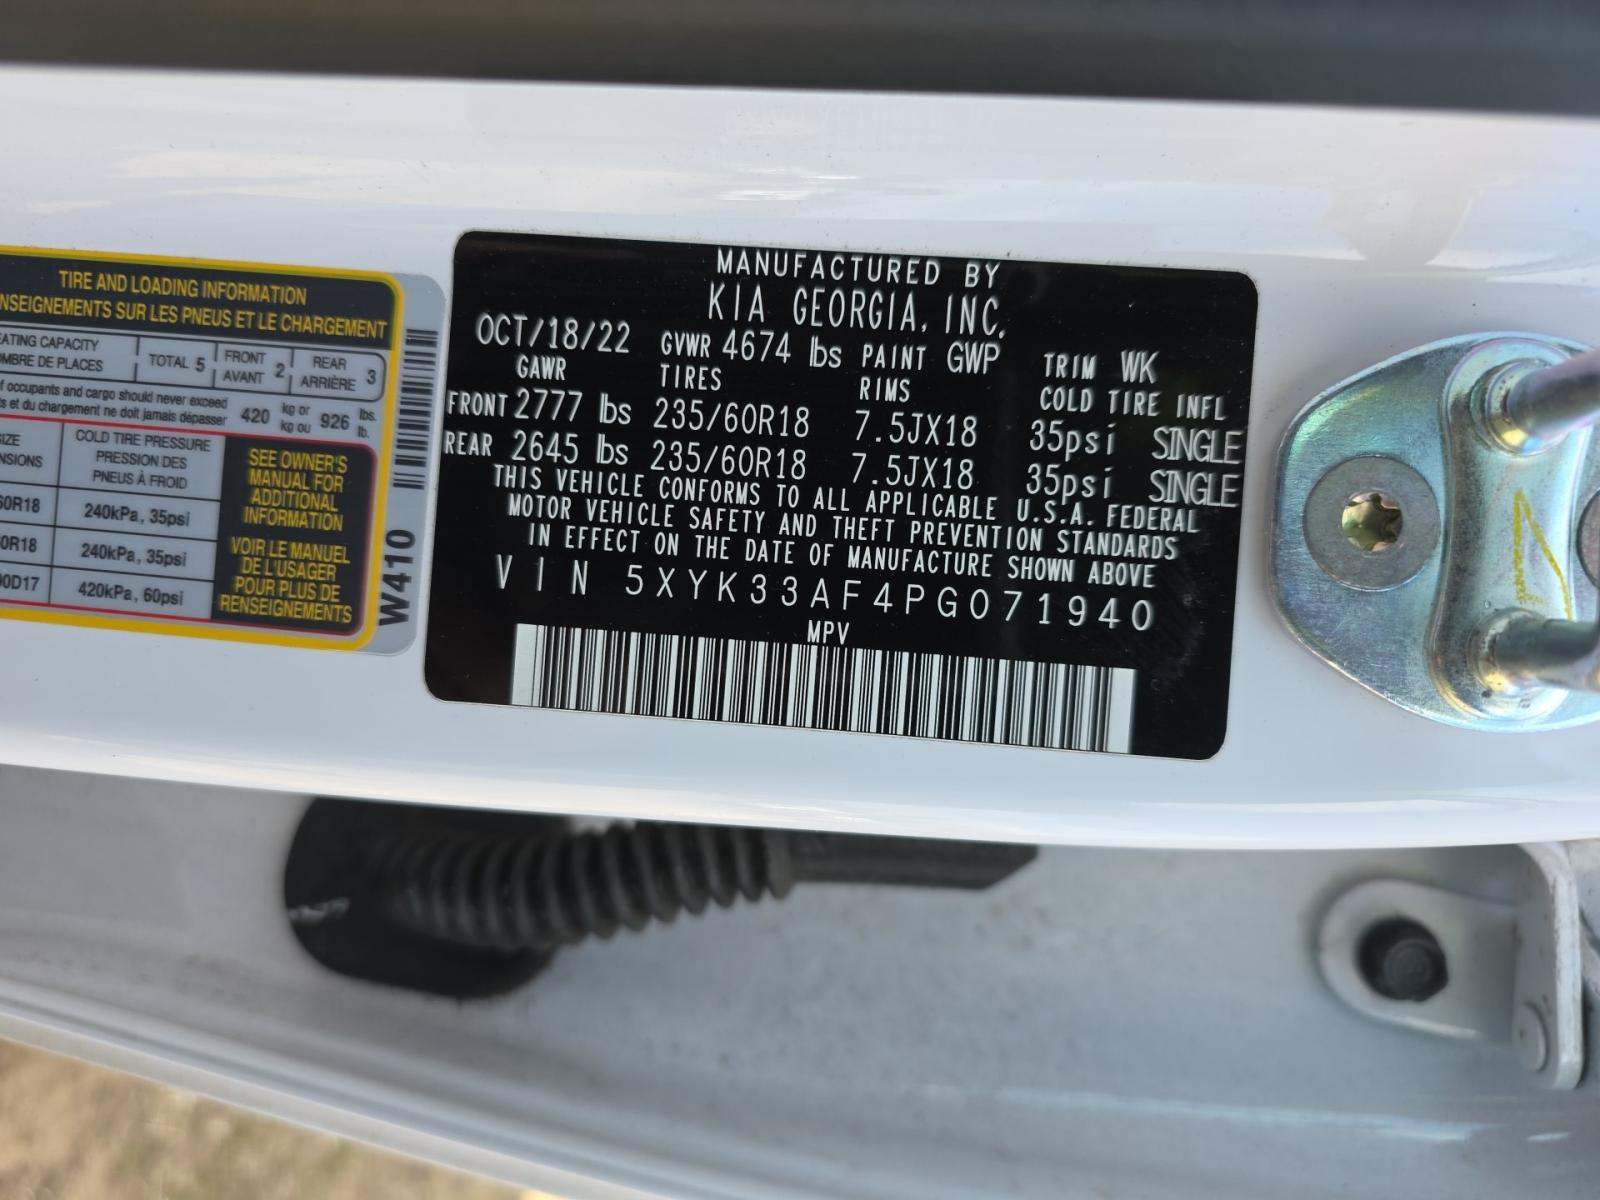 TIRE AND LOADING INFORMATION
NSEIGNEMENTS SUR LES PNEUS ET LE CHARGEMENT
ATING CAPACITY
MBRE DE PLACES
TOTAL 5
FRONT
AVANT 2
REAR
ARRIÈRE 3
f occupants and cargo should never exceed
ts et du chargement ne doit jamais dépasser
420 kg or
kg ou 926 lbs.
lb.
SIZE
NSIONS
COLD TIRE PRESSURE
PRESSION DES
PNEUS À FROID
60R18 240kPa, 35psi
60R18 240kPa, 35psi
90D17 420kPa, 60psi
SEE OWNER'S
MANUAL FOR
ADDITIONAL
INFORMATION
VOIR LE MANUEL
DE L'USAGER
POUR PLUS DE
RENSEIGNEMENTS
W410
MANUFACTURED BY
KIA GEORGIA, INC.
OCT/18/22 GVWR 4674 lbs PAINT GWP TRIM WK
GAWR TIRES RIMS COLD TIRE INFL
FRONT 2777 lbs 235/60R18 7.5JX18 35psi SINGLE
REAR 2645 lbs 235/60R18 7.5JX18 35psi SINGLE
THIS VEHICLE CONFORMS TO ALL APPLICABLE U.S.A. FEDERAL
MOTOR VEHICLE SAFETY AND THEFT PREVENTION STANDARDS
IN EFFECT ON THE DATE OF MANUFACTURE SHOWN ABOVE
VIN 5XYK33AF4PG071940
MPV